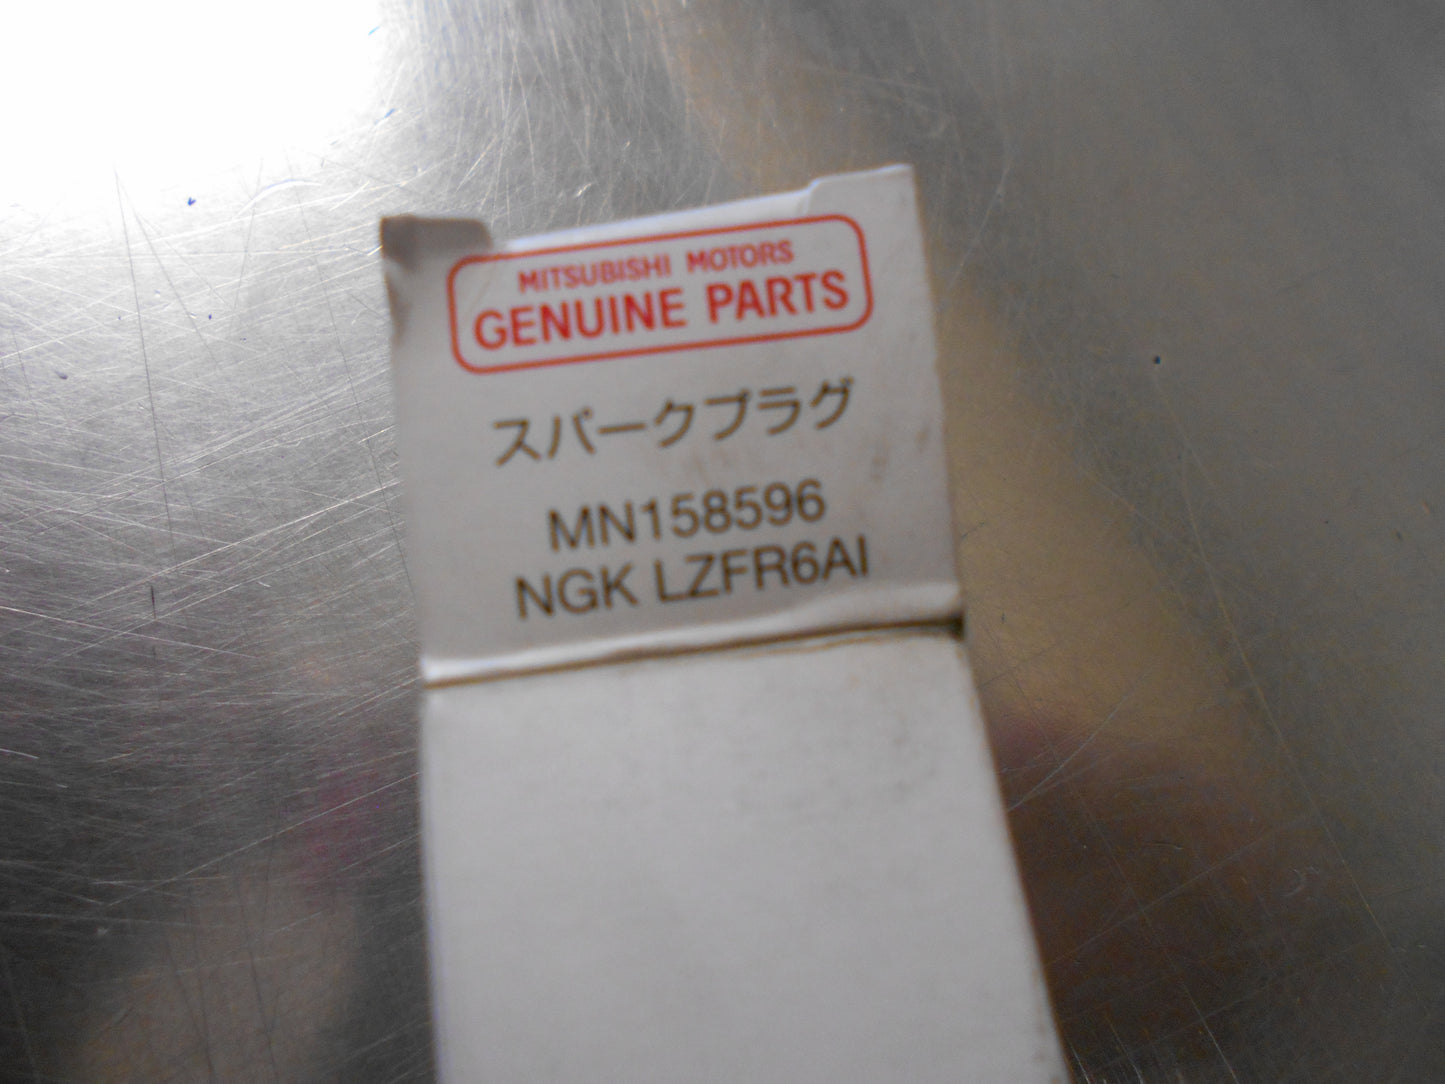 MITSUBISHI MOTORS
GENUINE PARTS
スパークプラグ
MN158596
NGK LZFR6AI